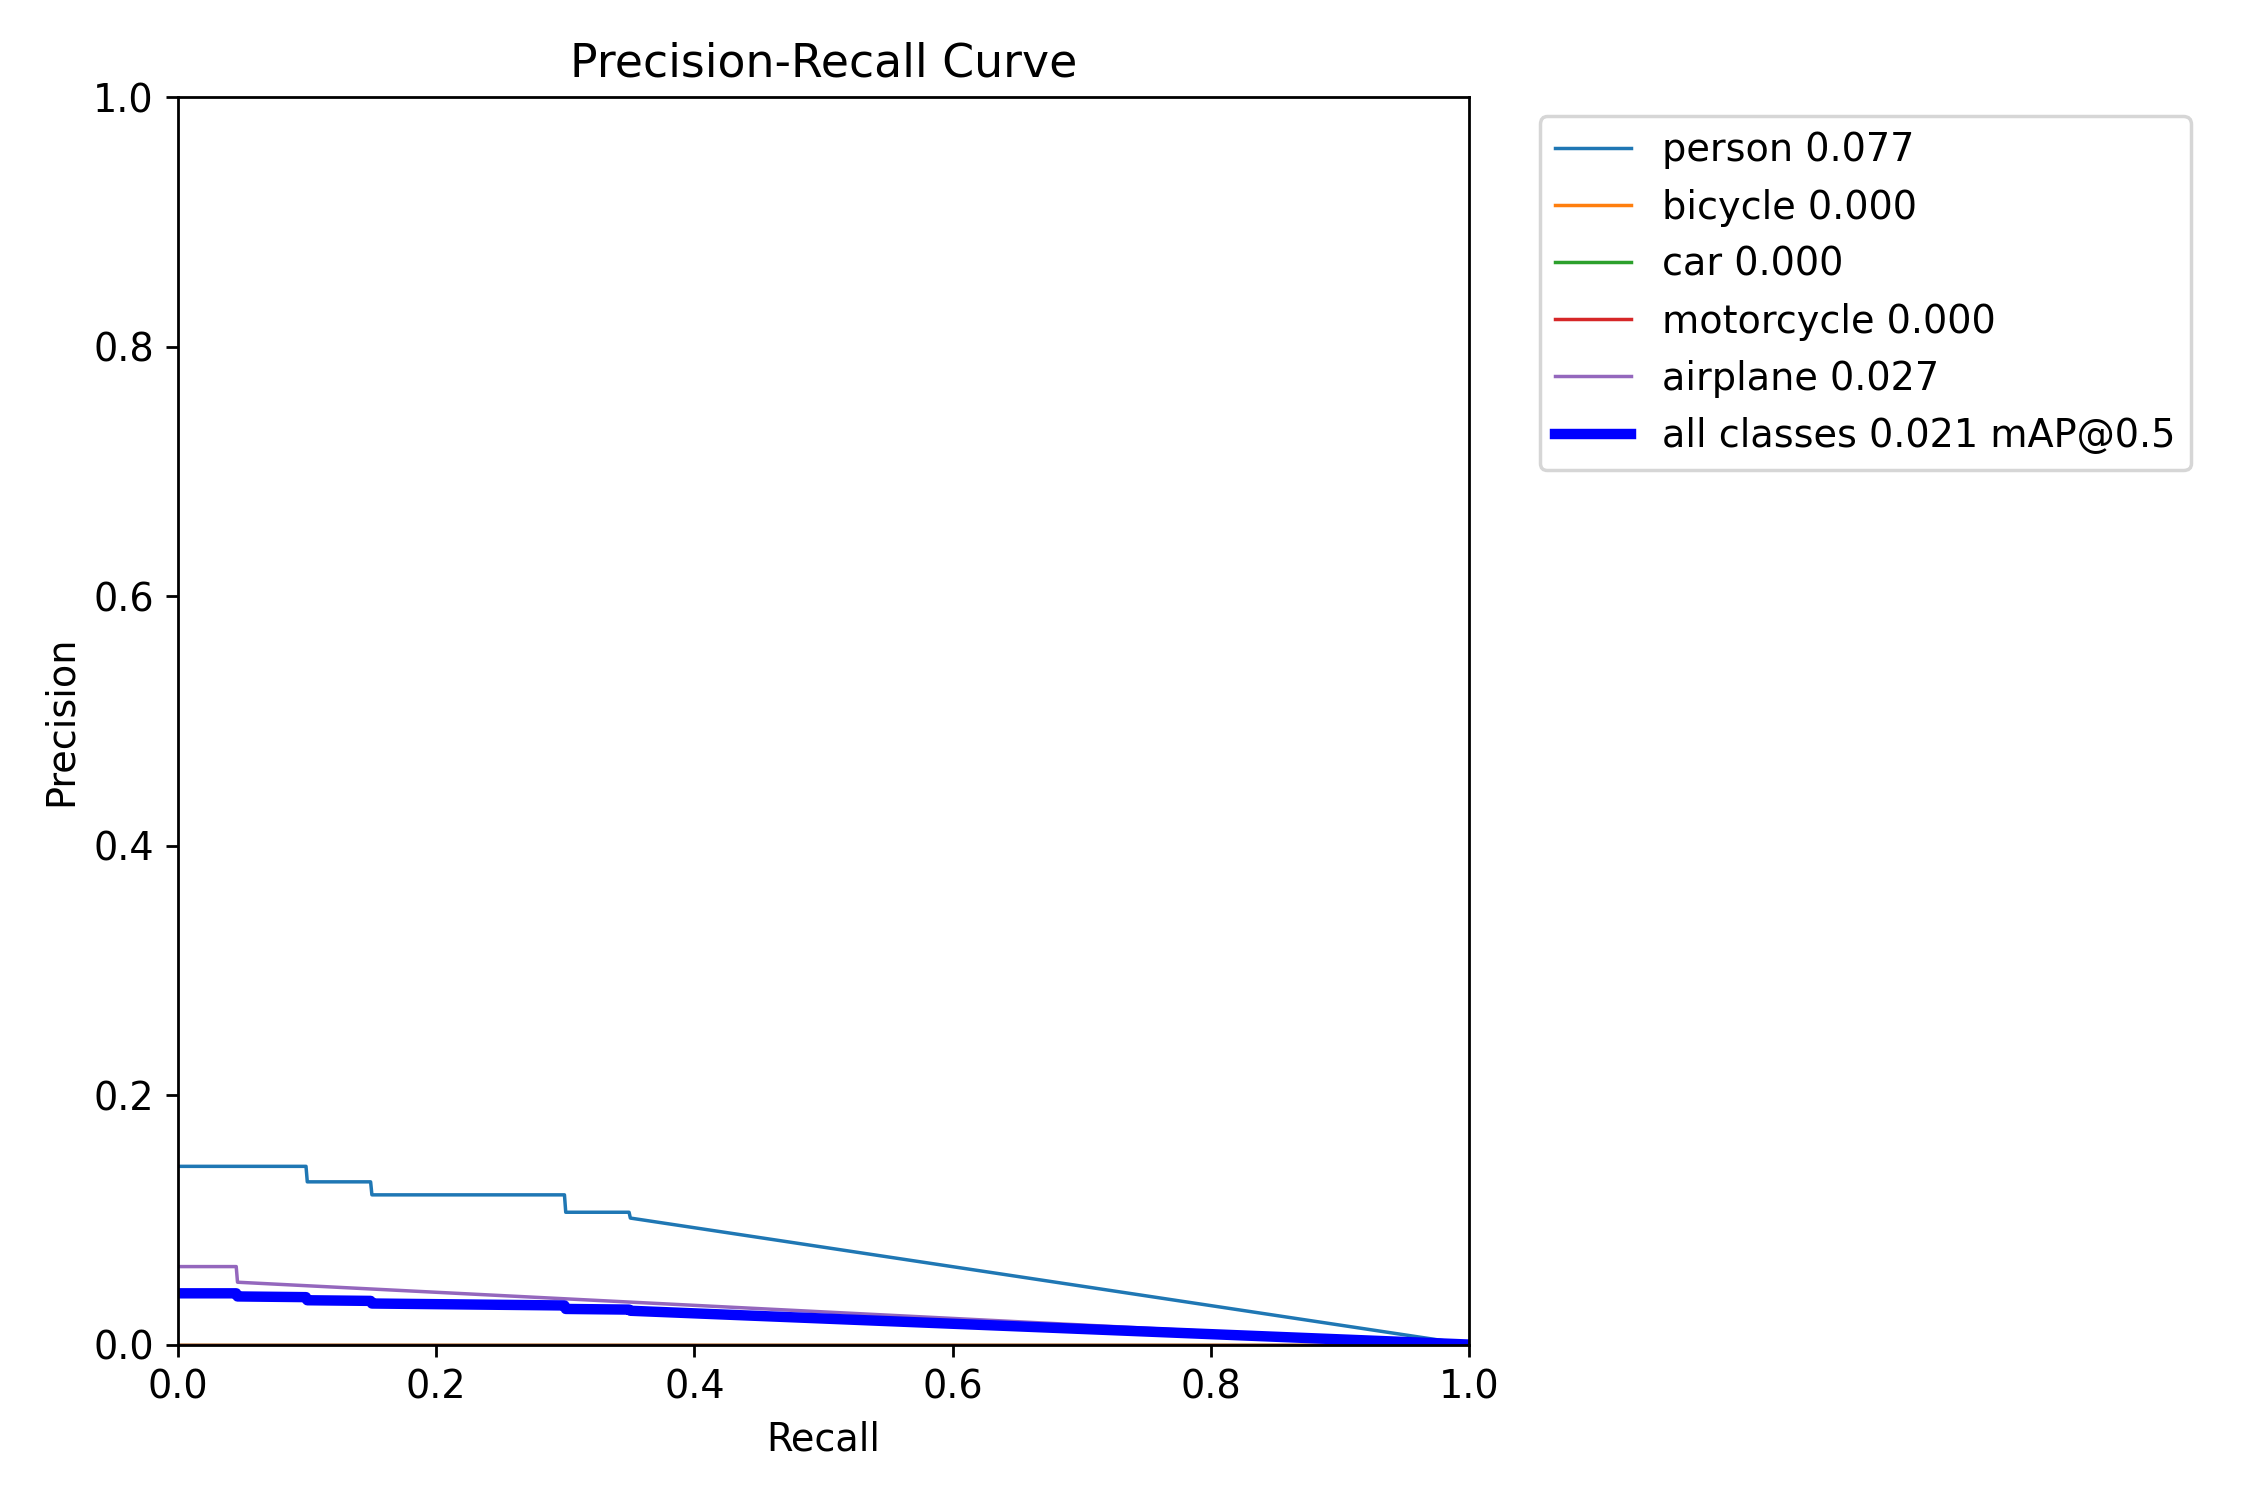 Precision-Recall Curve
1.0
0.8
0.6
0.4
0.2
0.0
Precision
0.0 0.2 0.4 0.6 0.8 1.0
Recall
person 0.077
bicycle 0.000
car 0.000
motorcycle 0.000
airplane 0.027
all classes 0.021 mAP@0.5